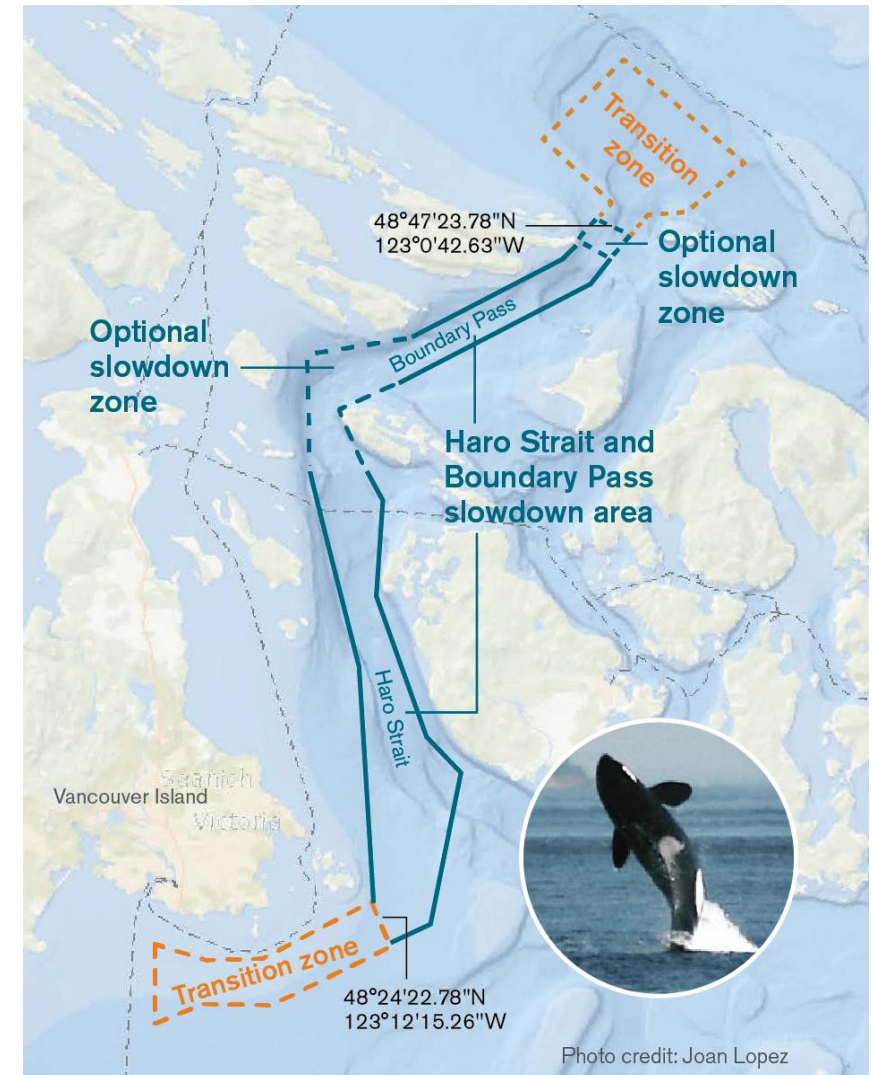 Transition
zone
48°47'23.78"N
123°0'42.63"W
Optional
slowdown
zone
Boundary Pass
Optional
slowdown
zone
Haro Strait and
Boundary Pass
slowdown area
Haro Strait
Saanich
Vancouver Island
Victoria
Transition zone
48°24'22.78"N
123°12'15.26"W
Photo credit: Joan Lopez